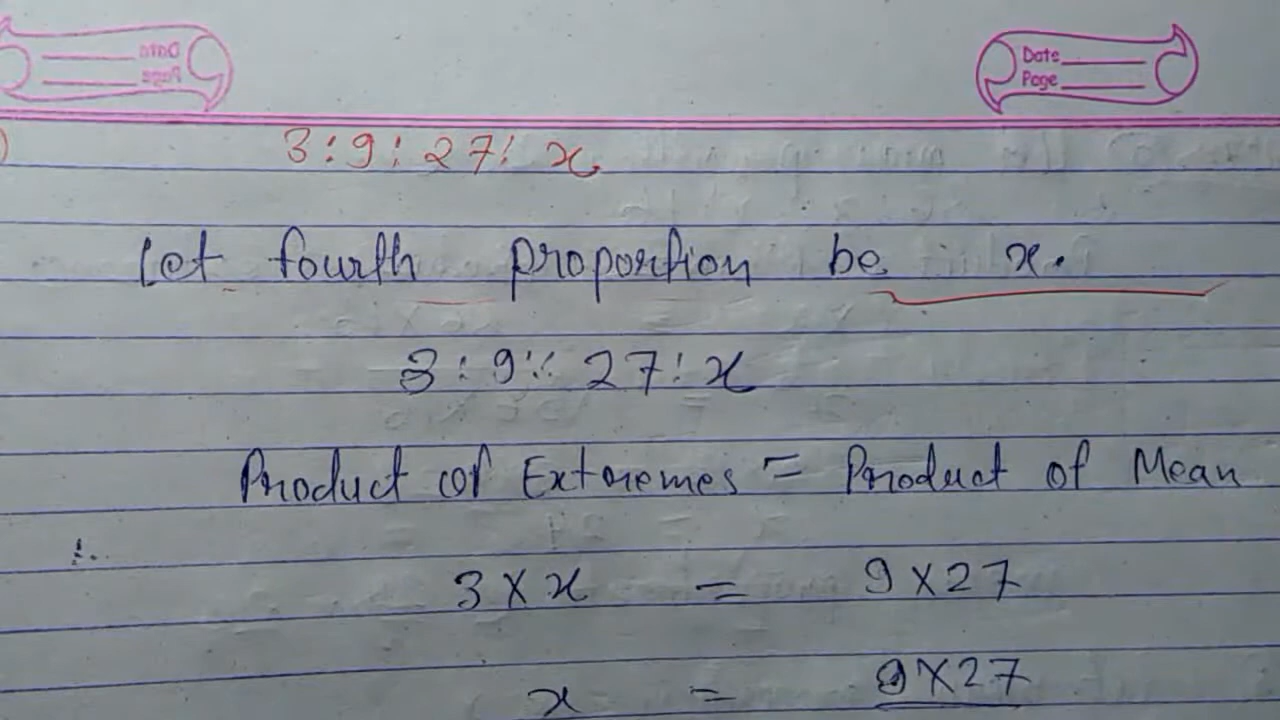 Date
Page
Date
Page
3:9:27:x
Let fourth proportion be x.
3:9::27:x
Product of Extremes = Product of Mean
3×x = 9×27
x = 9×27